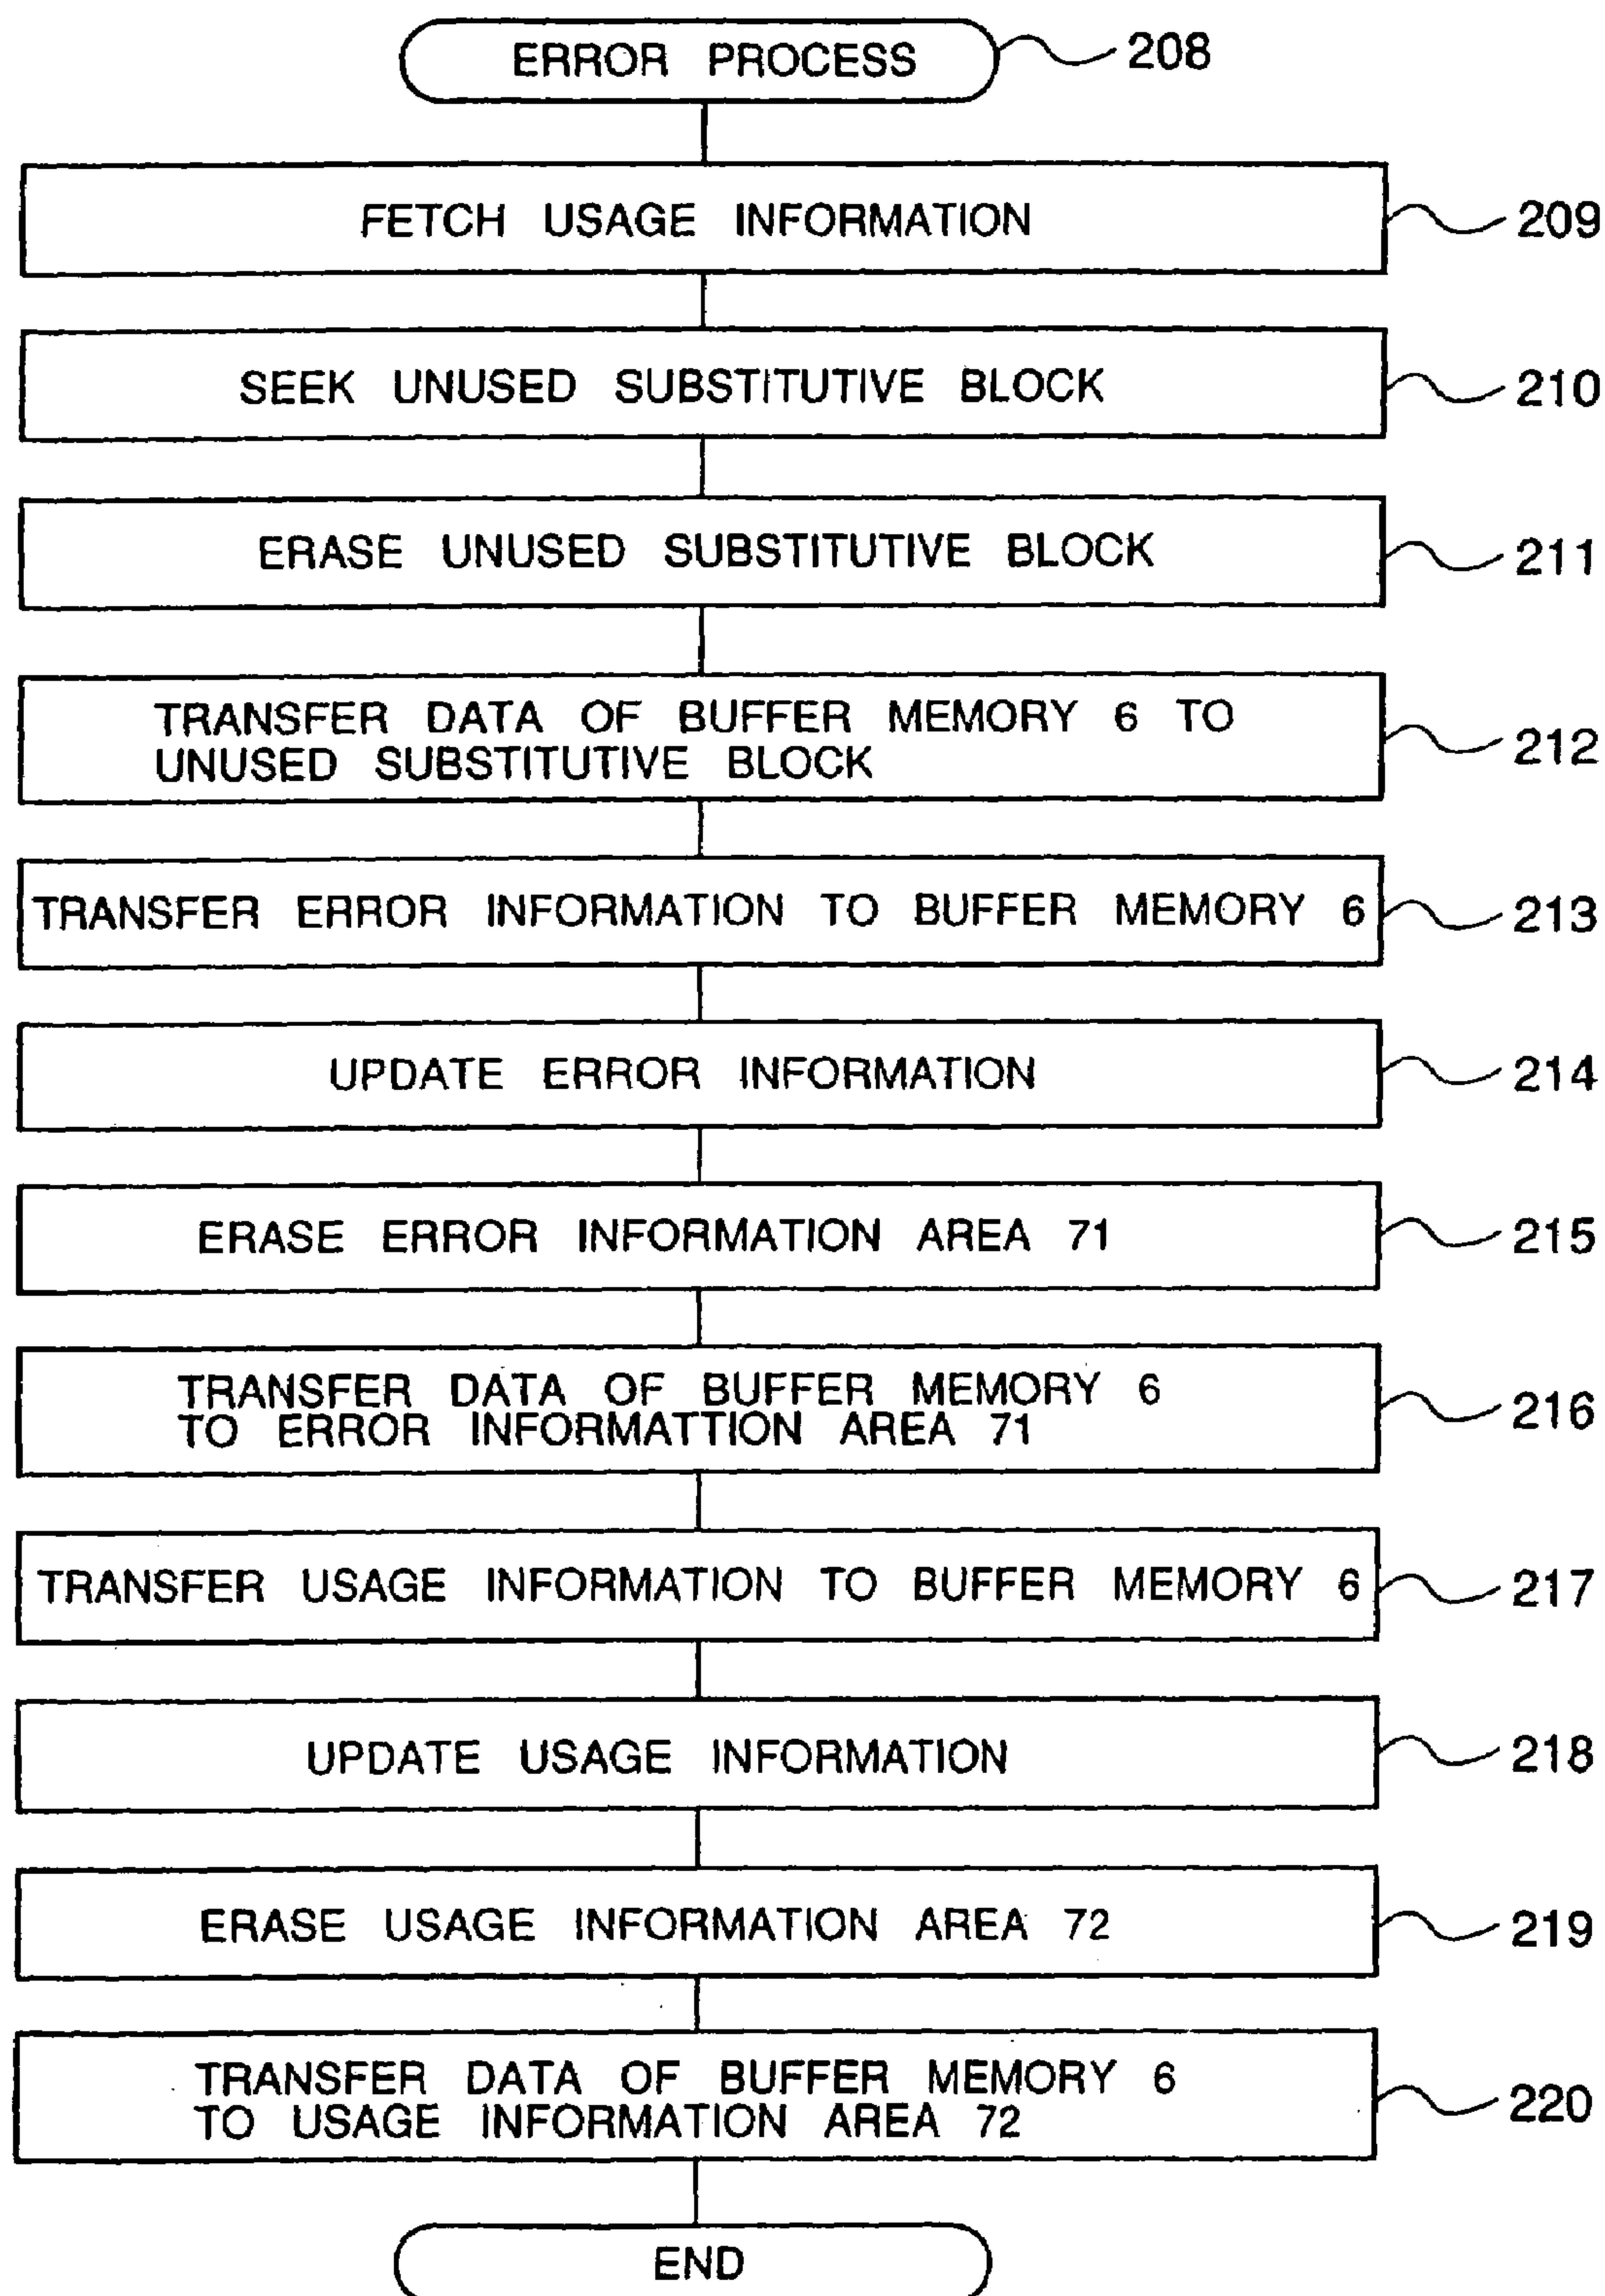 ERROR PROCESS
208
FETCH USAGE INFORMATION
209
SEEK UNUSED SUBSTITUTIVE BLOCK
210
ERASE UNUSED SUBSTITUTIVE BLOCK
211
TRANSFER DATA OF BUFFER MEMORY 6 TO
UNUSED SUBSTITUTIVE BLOCK
212
TRANSFER ERROR INFORMATION TO BUFFER MEMORY 6
213
UPDATE ERROR INFORMATION
214
ERASE ERROR INFORMATION AREA 71
215
TRANSFER DATA OF BUFFER MEMORY 6
TO ERROR INFORMATTION AREA 71
216
TRANSFER USAGE INFORMATION TO BUFFER MEMORY 6
217
UPDATE USAGE INFORMATION
218
ERASE USAGE INFORMATION AREA 72
219
TRANSFER DATA OF BUFFER MEMORY 6
TO USAGE INFORMATION AREA 72
220
END